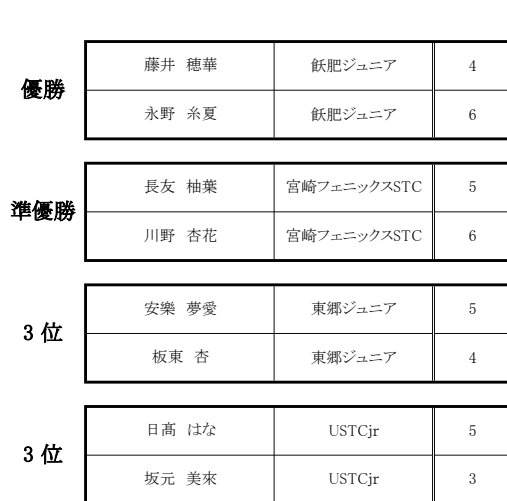 優勝
藤井 穂華 飫肥ジュニア 4
永野 糸夏 飫肥ジュニア 6
準優勝
長友 柚葉 宮崎フェニックスSTC 5
川野 杏花 宮崎フェニックスSTC 6
3 位
安樂 夢愛 東郷ジュニア 5
板東 杏 東郷ジュニア 4
3 位
日髙 はな USTCjr 5
坂元 美來 USTCjr 3